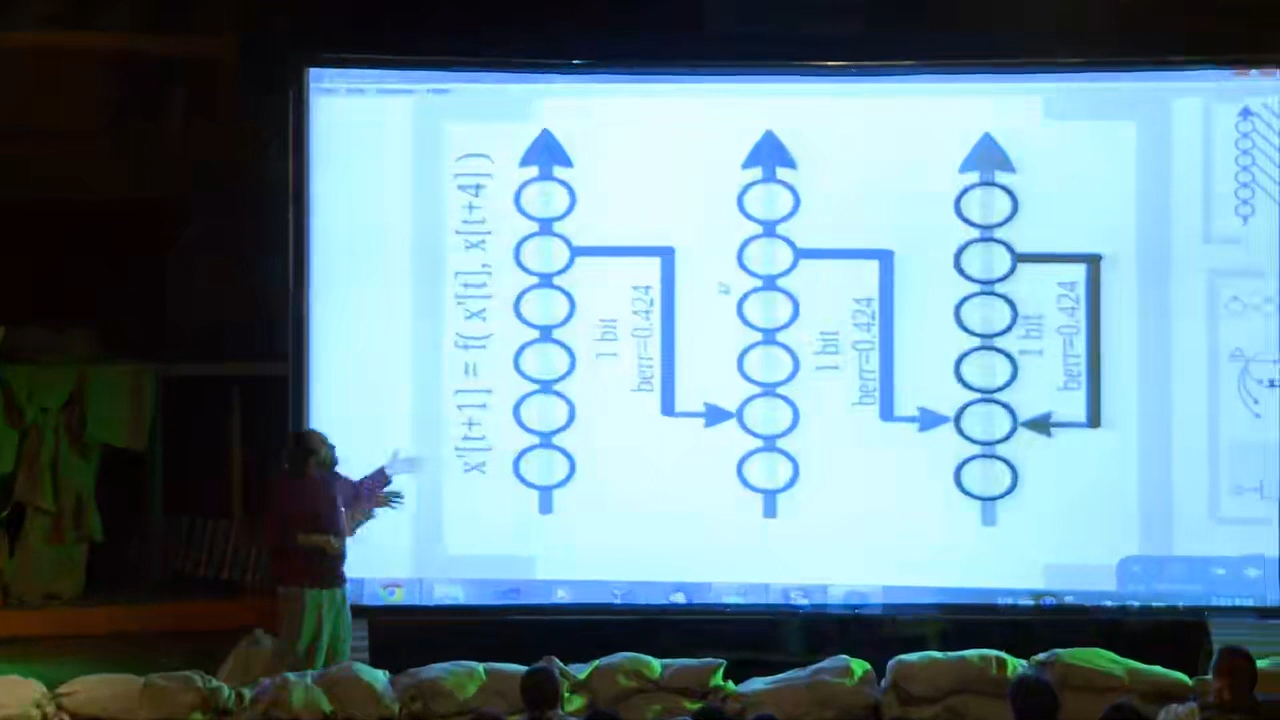 x'[t+1] = f( x'[t], x[t+4] )
1 bit
berr=0.424
1 bit
berr=0.424
1 bit
berr=0.424